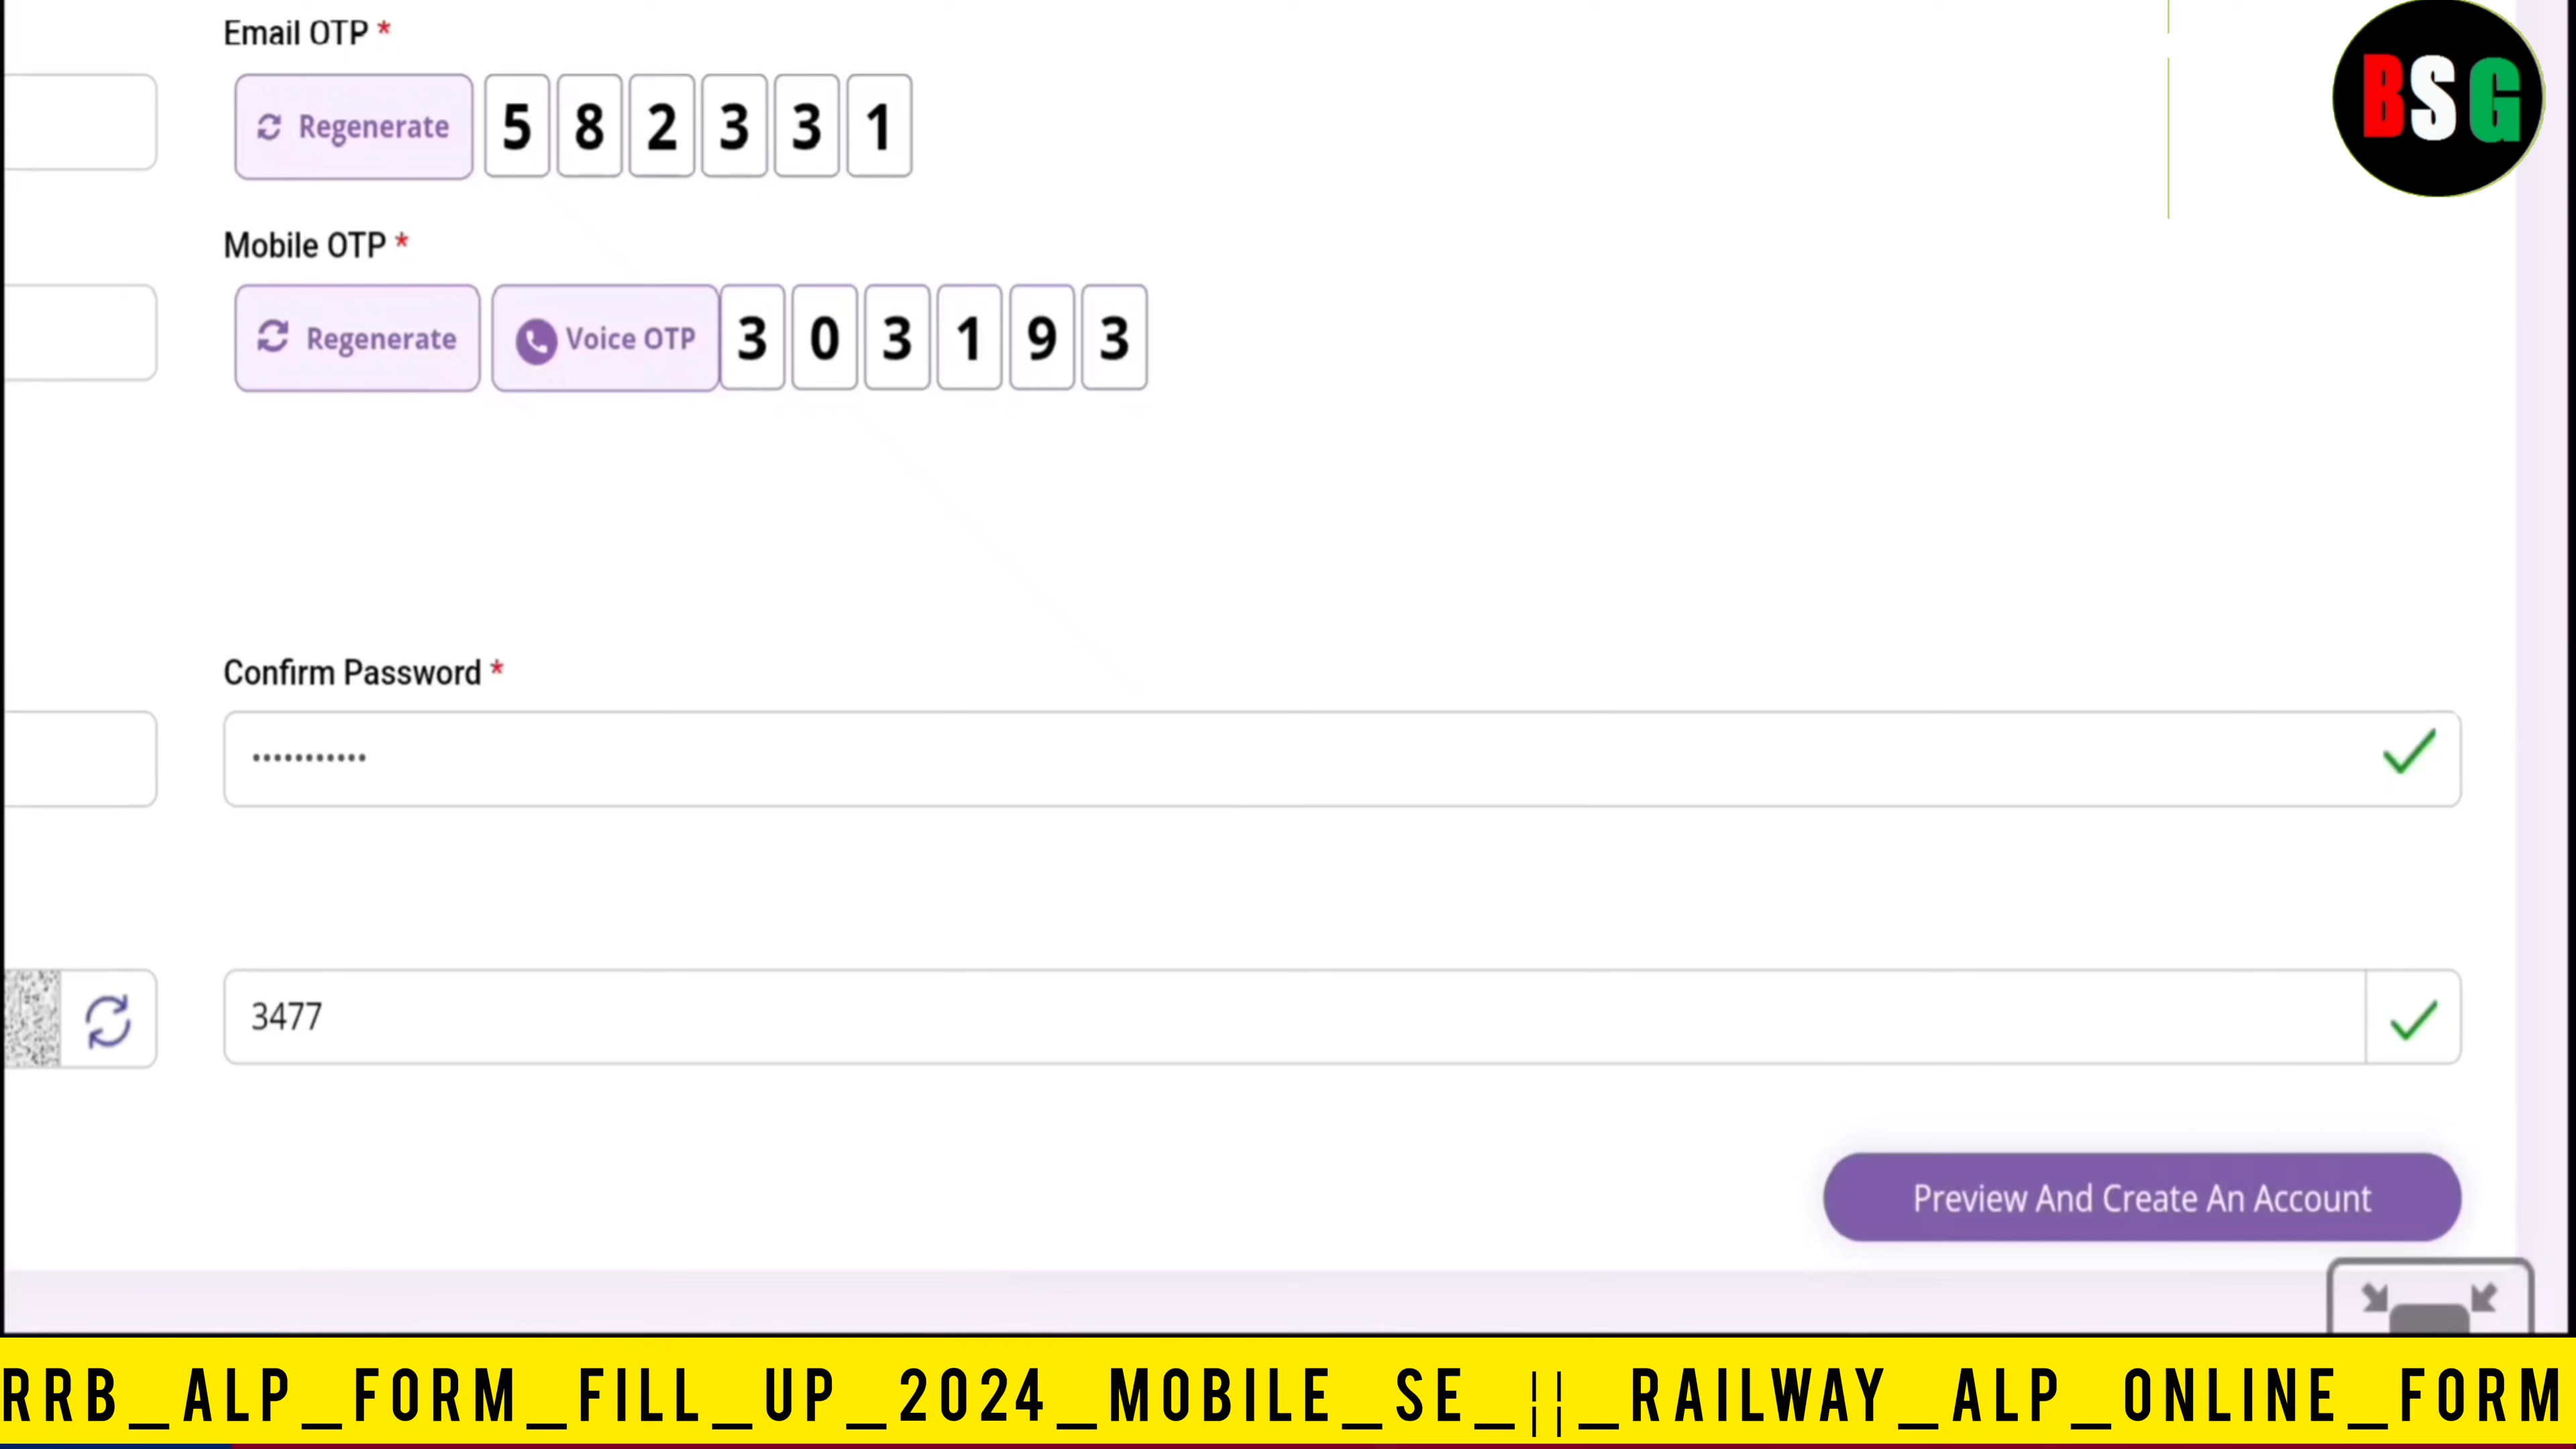 Email OTP *
Regenerate 5 8 2 3 3 1
BSG
Mobile OTP *
Regenerate Voice OTP 3 0 3 1 9 3
Confirm Password *
•••••••••••
3477
Preview And Create An Account
RRB_ALP_FORM_FILL_UP_2024_MOBILE_SE_¦¦_RAILWAY_ALP_ONLINE_FORM